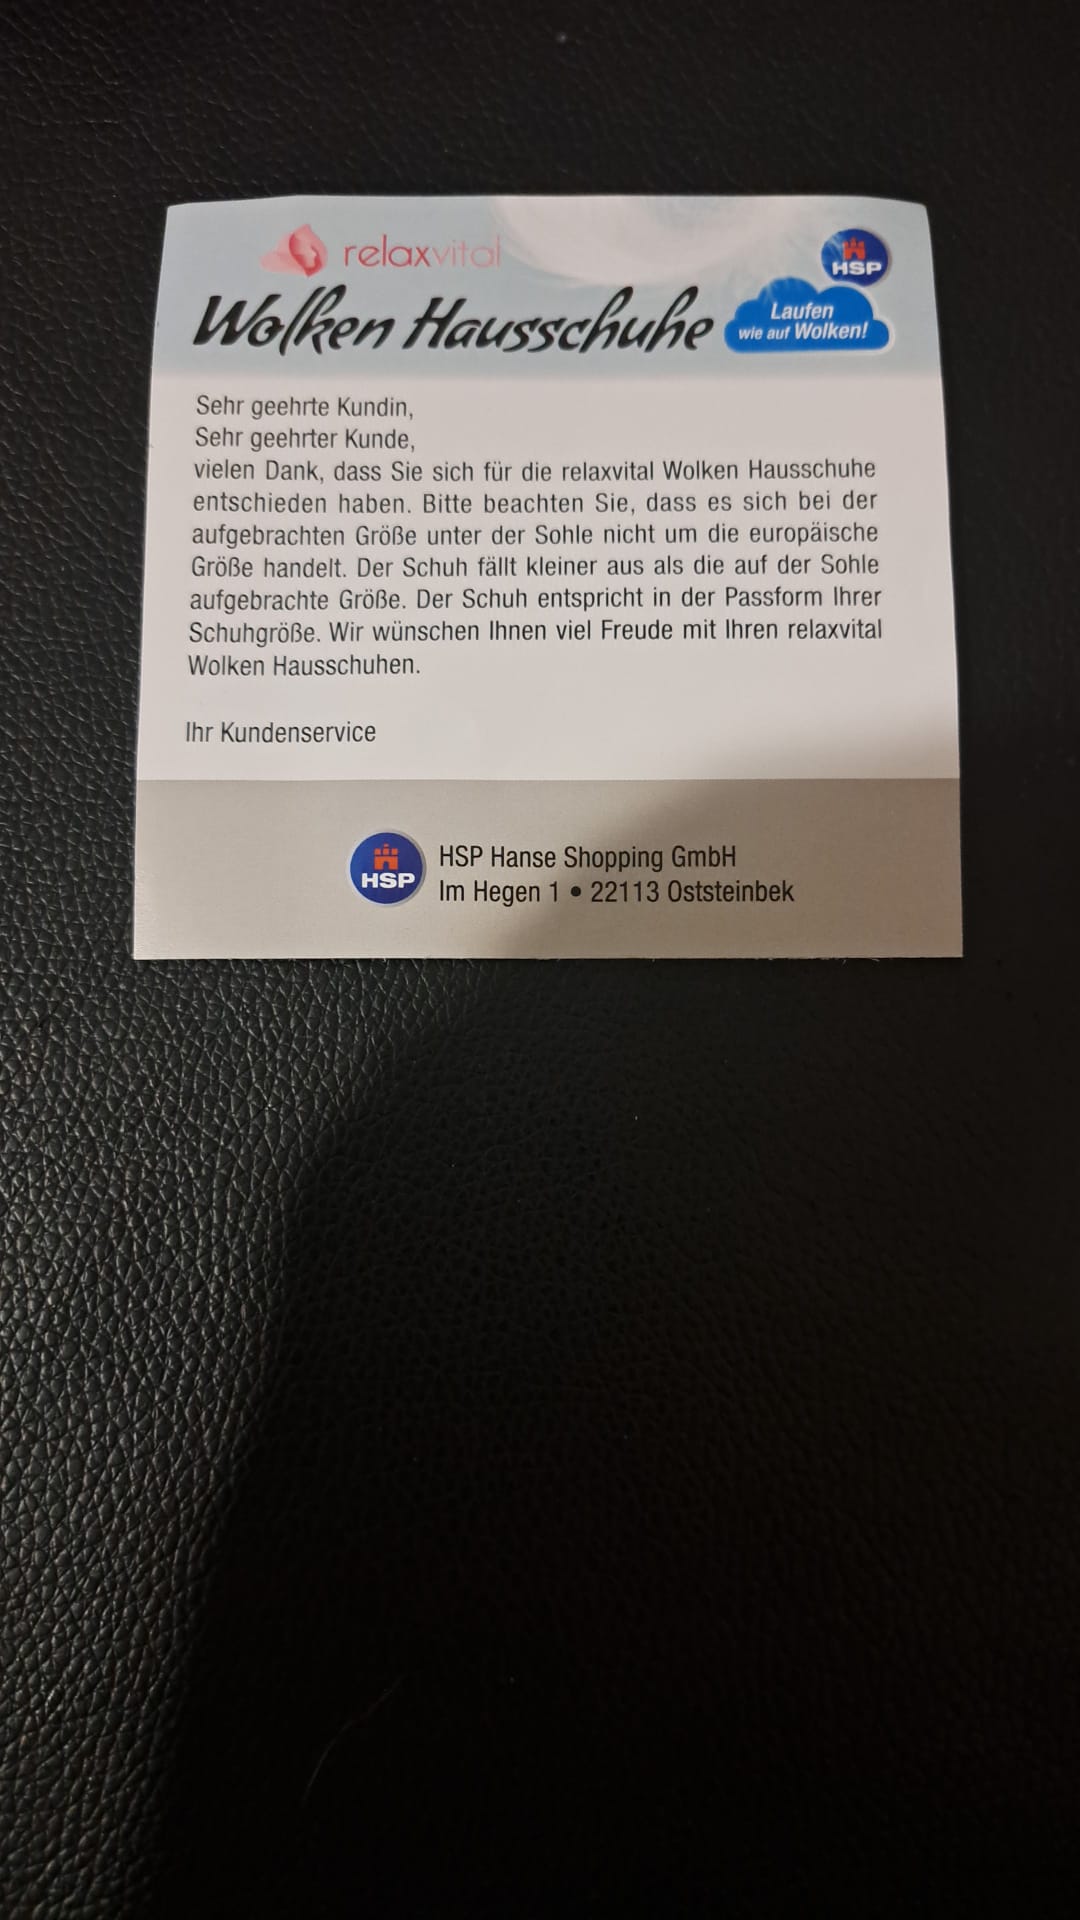 relaxvital
HSP
Wolken Hausschuhe
Laufen
wie auf Wolken!
Sehr geehrte Kundin,
Sehr geehrter Kunde,
vielen Dank, dass Sie sich für die relaxvital Wolken Hausschuhe
entschieden haben. Bitte beachten Sie, dass es sich bei der
aufgebrachten Größe unter der Sohle nicht um die europäische
Größe handelt. Der Schuh fällt kleiner aus als die auf der Sohle
aufgebrachte Größe. Der Schuh entspricht in der Passform Ihrer
Schuhgröße. Wir wünschen Ihnen viel Freude mit Ihren relaxvital
Wolken Hausschuhen.
Ihr Kundenservice
HSP
HSP Hanse Shopping GmbH
Im Hegen 1 • 22113 Oststeinbek